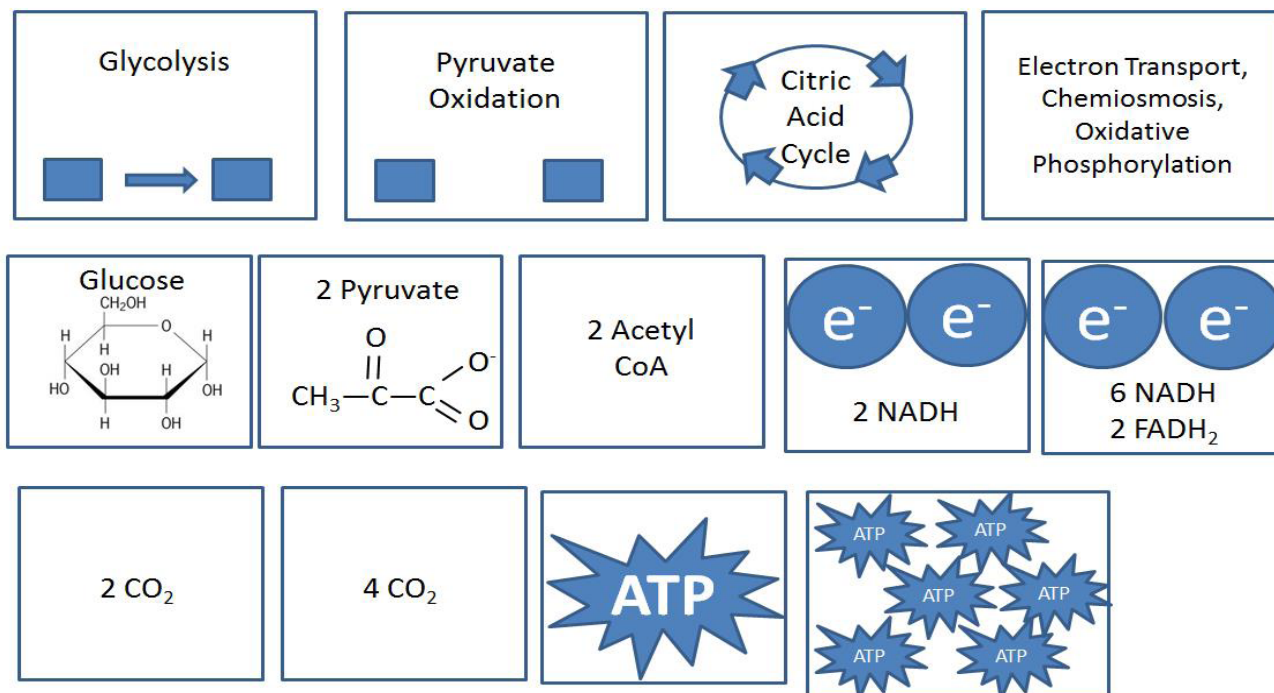 Glycolysis
Pyruvate
Oxidation
Citric
Acid
Cycle
Electron Transport,
Chemiosmosis,
Oxidative
Phosphorylation
Glucose
CH₂OH
H
O
H
H
OH
H
HO
OH
H
OH
2 Pyruvate
O
O⁻
CH₃—C—C
O
2 Acetyl
CoA
e⁻ e⁻
2 NADH
e⁻ e⁻
6 NADH
2 FADH₂
2 CO₂
4 CO₂
ATP
ATP ATP
ATP ATP
ATP ATP